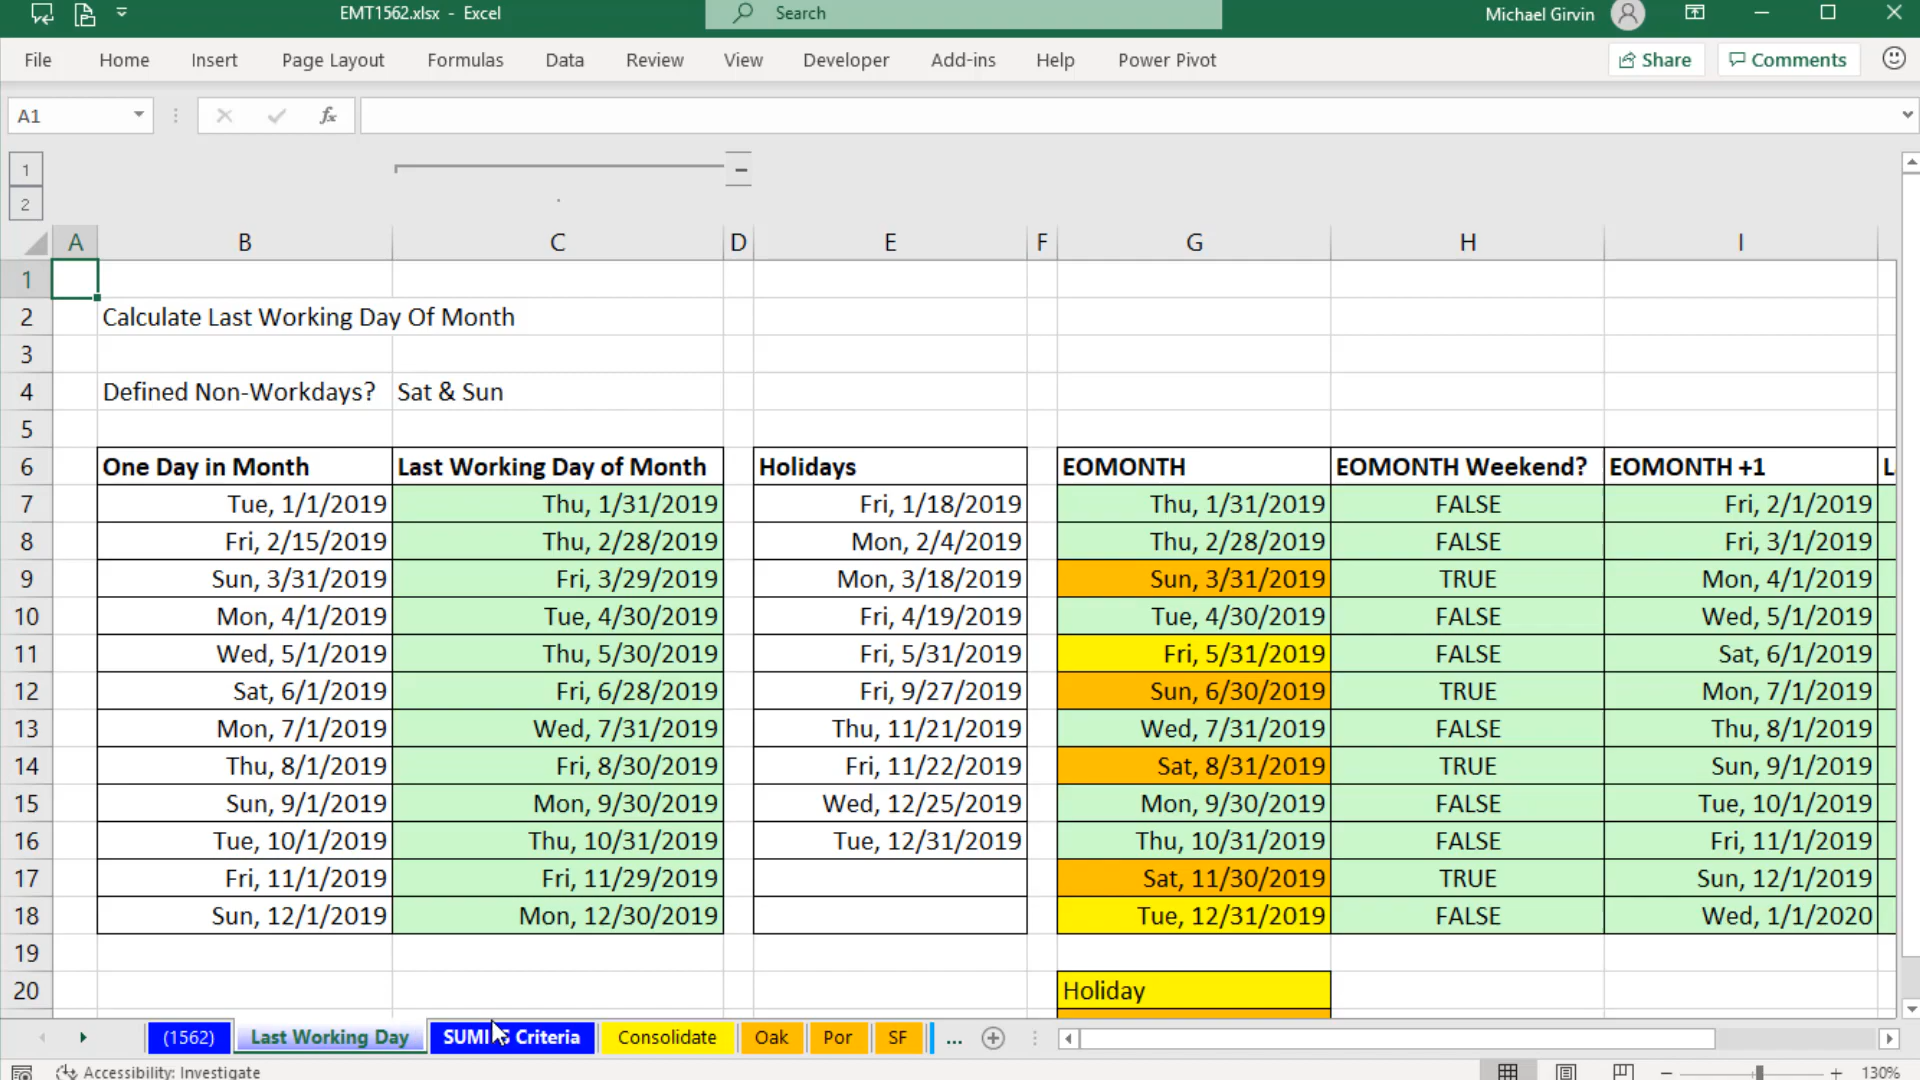 EMT1562.xlsx - Excel
Search
Michael Girvin
File Home Insert Page Layout Formulas Data Review View Developer Add-ins Help Power Pivot
Share Comments
A1
fx
1
2
A B C D E F G H I
1
2 Calculate Last Working Day Of Month
3
4 Defined Non-Workdays? Sat & Sun
5
6 One Day in Month Last Working Day of Month Holidays EOMONTH EOMONTH Weekend? EOMONTH +1 L
7 Tue, 1/1/2019 Thu, 1/31/2019 Fri, 1/18/2019 Thu, 1/31/2019 FALSE Fri, 2/1/2019
8 Fri, 2/15/2019 Thu, 2/28/2019 Mon, 2/4/2019 Thu, 2/28/2019 FALSE Fri, 3/1/2019
9 Sun, 3/31/2019 Fri, 3/29/2019 Mon, 3/18/2019 Sun, 3/31/2019 TRUE Mon, 4/1/2019
10 Mon, 4/1/2019 Tue, 4/30/2019 Fri, 4/19/2019 Tue, 4/30/2019 FALSE Wed, 5/1/2019
11 Wed, 5/1/2019 Thu, 5/30/2019 Fri, 5/31/2019 Fri, 5/31/2019 FALSE Sat, 6/1/2019
12 Sat, 6/1/2019 Fri, 6/28/2019 Fri, 9/27/2019 Sun, 6/30/2019 TRUE Mon, 7/1/2019
13 Mon, 7/1/2019 Wed, 7/31/2019 Thu, 11/21/2019 Wed, 7/31/2019 FALSE Thu, 8/1/2019
14 Thu, 8/1/2019 Fri, 8/30/2019 Fri, 11/22/2019 Sat, 8/31/2019 TRUE Sun, 9/1/2019
15 Sun, 9/1/2019 Mon, 9/30/2019 Wed, 12/25/2019 Mon, 9/30/2019 FALSE Tue, 10/1/2019
16 Tue, 10/1/2019 Thu, 10/31/2019 Tue, 12/31/2019 Thu, 10/31/2019 FALSE Fri, 11/1/2019
17 Fri, 11/1/2019 Fri, 11/29/2019 Sat, 11/30/2019 TRUE Sun, 12/1/2019
18 Sun, 12/1/2019 Mon, 12/30/2019 Tue, 12/31/2019 FALSE Wed, 1/1/2020
19
20 Holiday
(1562) Last Working Day Criteria Consolidate Oak Por SF ...
Accessibility: Investigate 130%